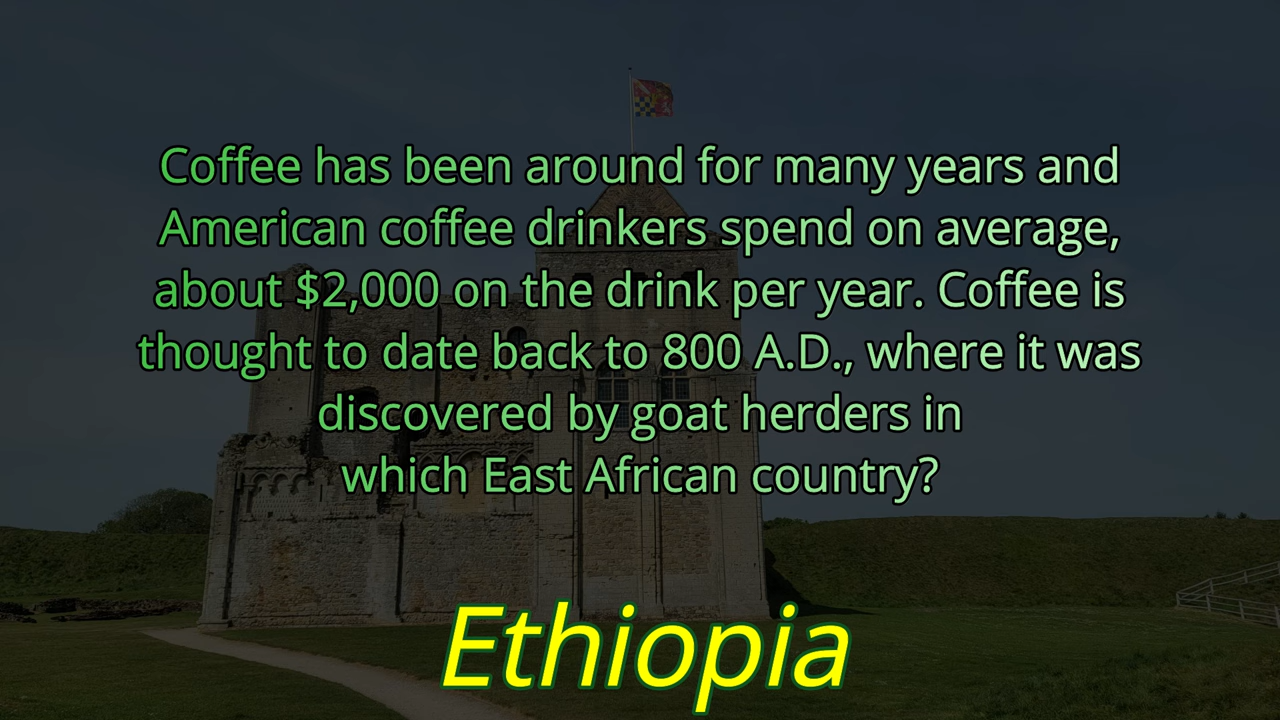 Coffee has been around for many years and
American coffee drinkers spend on average,
about $2,000 on the drink per year. Coffee is
thought to date back to 800 A.D., where it was
discovered by goat herders in
which East African country?
Ethiopia